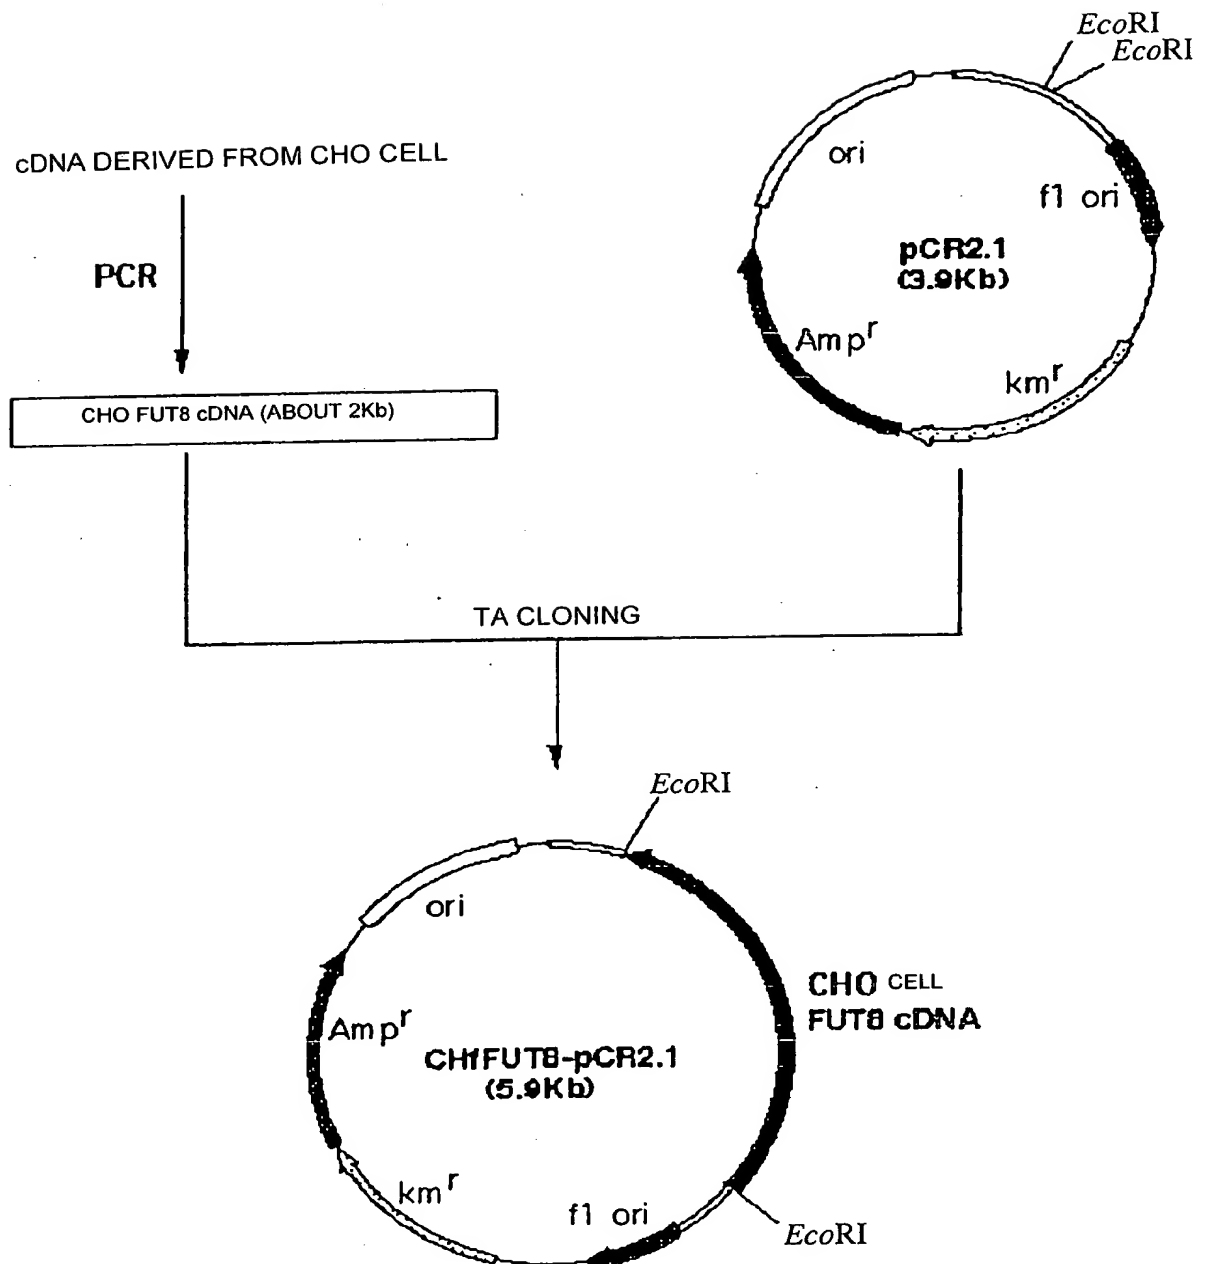 EcoRI
EcoRI
cDNA DERIVED FROM CHO CELL
ori
f1 ori
PCR
pCR2.1
(3.9Kb)
Ampr
kmr
CHO FUT8 cDNA (ABOUT 2Kb)
TA CLONING
EcoRI
ori
CHO CELL
FUT8 cDNA
Ampr
CHfFUT8-pCR2.1
(5.9Kb)
kmr
f1 ori
EcoRI